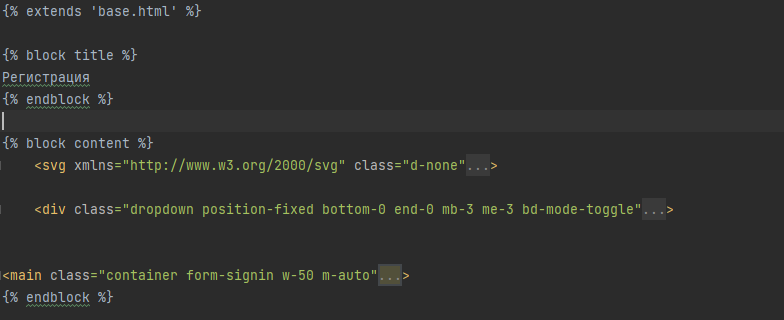 {% extends 'base.html' %}
{% block title %}
Регистрация
{% endblock %}
{% block content %}
<svg xmlns="http://www.w3.org/2000/svg" class="d-none"...>
<div class="dropdown position-fixed bottom-0 end-0 mb-3 me-3 bd-mode-toggle"...>
<main class="container form-signin w-50 m-auto"...>
{% endblock %}